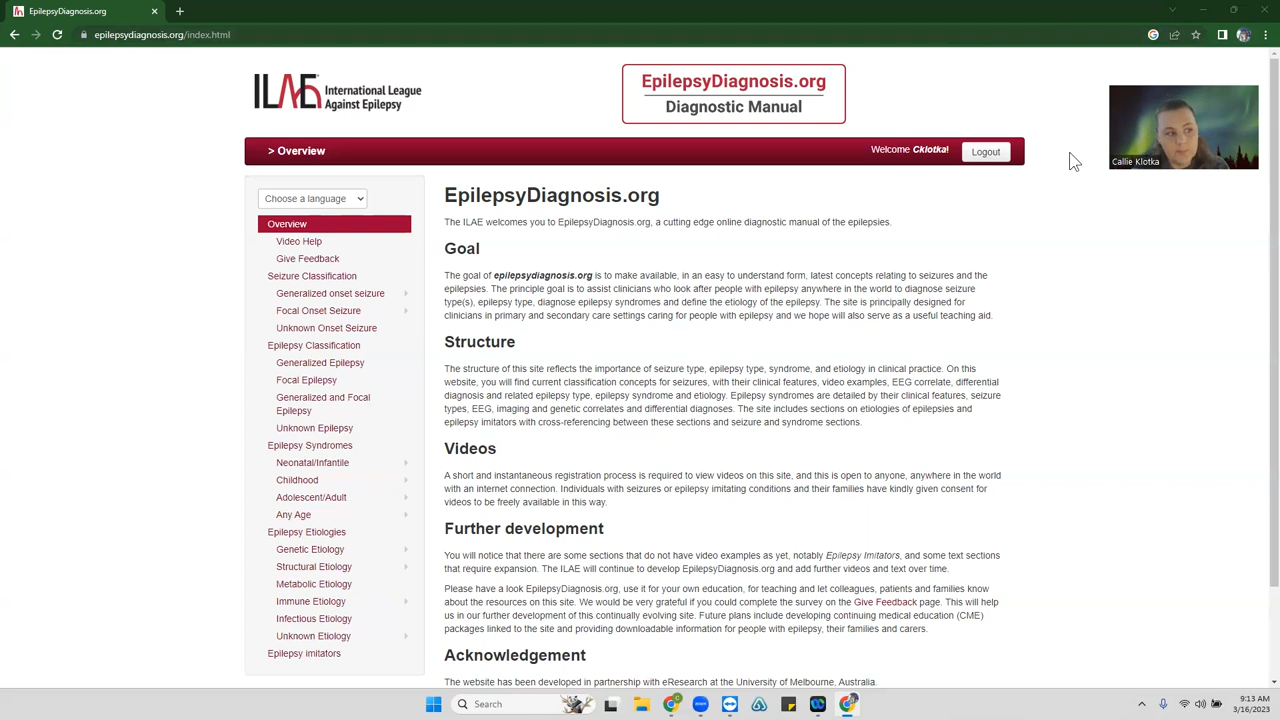 EpilepsyDiagnosis.org
epilepsydiagnosis.org/index.html
ILAE International League
Against Epilepsy
EpilepsyDiagnosis.org
Diagnostic Manual
Callie Klotka
> Overview
Welcome Cklotka!
Logout
Choose a language
Overview
Video Help
Give Feedback
Seizure Classification
Generalized onset seizure
Focal Onset Seizure
Unknown Onset Seizure
Epilepsy Classification
Generalized Epilepsy
Focal Epilepsy
Generalized and Focal
Epilepsy
Unknown Epilepsy
Epilepsy Syndromes
Neonatal/Infantile
Childhood
Adolescent/Adult
Any Age
Epilepsy Etiologies
Genetic Etiology
Structural Etiology
Metabolic Etiology
Immune Etiology
Infectious Etiology
Unknown Etiology
Epilepsy imitators
EpilepsyDiagnosis.org
The ILAE welcomes you to EpilepsyDiagnosis.org, a cutting edge online diagnostic manual of the epilepsies.
Goal
The goal of epilepsydiagnosis.org is to make available, in an easy to understand form, latest concepts relating to seizures and the
epilepsies. The principle goal is to assist clinicians who look after people with epilepsy anywhere in the world to diagnose seizure
type(s), epilepsy type, diagnose epilepsy syndromes and define the etiology of the epilepsy. The site is principally designed for
clinicians in primary and secondary care settings caring for people with epilepsy and we hope will also serve as a useful teaching aid.
Structure
The structure of this site reflects the importance of seizure type, epilepsy type, syndrome, and etiology in clinical practice. On this
website, you will find current classification concepts for seizures, with their clinical features, video examples, EEG correlate, differential
diagnosis and related epilepsy type, epilepsy syndrome and etiology. Epilepsy syndromes are detailed by their clinical features, seizure
types, EEG, imaging and genetic correlates and differential diagnoses. The site includes sections on etiologies of epilepsies and
epilepsy imitators with cross-referencing between these sections and seizure and syndrome sections.
Videos
A short and instantaneous registration process is required to view videos on this site, and this is open to anyone, anywhere in the world
with an internet connection. Individuals with seizures or epilepsy imitating conditions and their families have kindly given consent for
videos to be freely available in this way.
Further development
You will notice that there are some sections that do not have video examples as yet, notably Epilepsy Imitators, and some text sections
that require expansion. The ILAE will continue to develop EpilepsyDiagnosis.org and add further videos and text over time.
Please have a look EpilepsyDiagnosis.org, use it for your own education, for teaching and let colleagues, patients and families know
about the resources on this site. We would be very grateful if you could complete the survey on the Give Feedback page. This will help
us in our further development of this continually evolving site. Future plans include developing continuing medical education (CME)
packages linked to the site and providing downloadable information for people with epilepsy, their families and carers.
Acknowledgement
The website has been developed in partnership with eResearch at the University of Melbourne, Australia.
Search
9:13 AM
3/16/2023